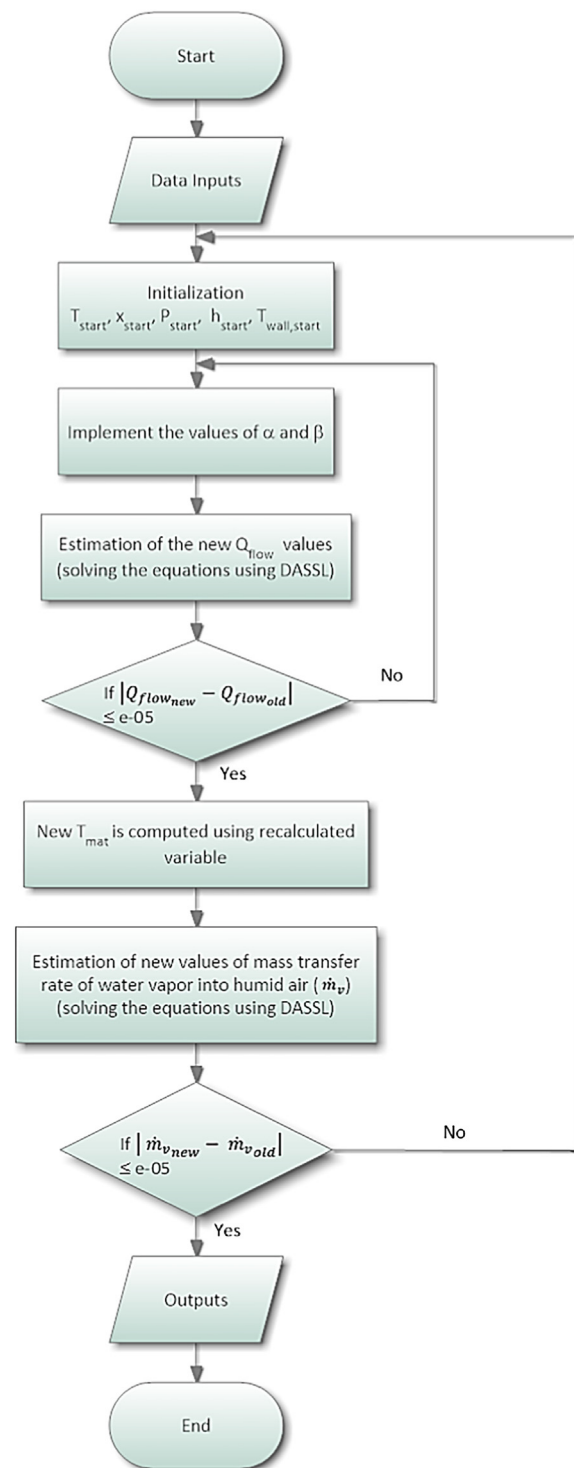 Start
Data Inputs
Initialization
T_start, x_start, P_start, h_start, T_wall,start
Implement the values of α and β
Estimation of the new Q_flow values
(solving the equations using DASSL)
If |Q_flow_new − Q_flow_old|
≤ e-05
No
Yes
New T_mat is computed using recalculated
variable
Estimation of new values of mass transfer
rate of water vapor into humid air (ṁ_v)
(solving the equations using DASSL)
If |ṁ_v_new − ṁ_v_old|
≤ e-05
No
Yes
Outputs
End